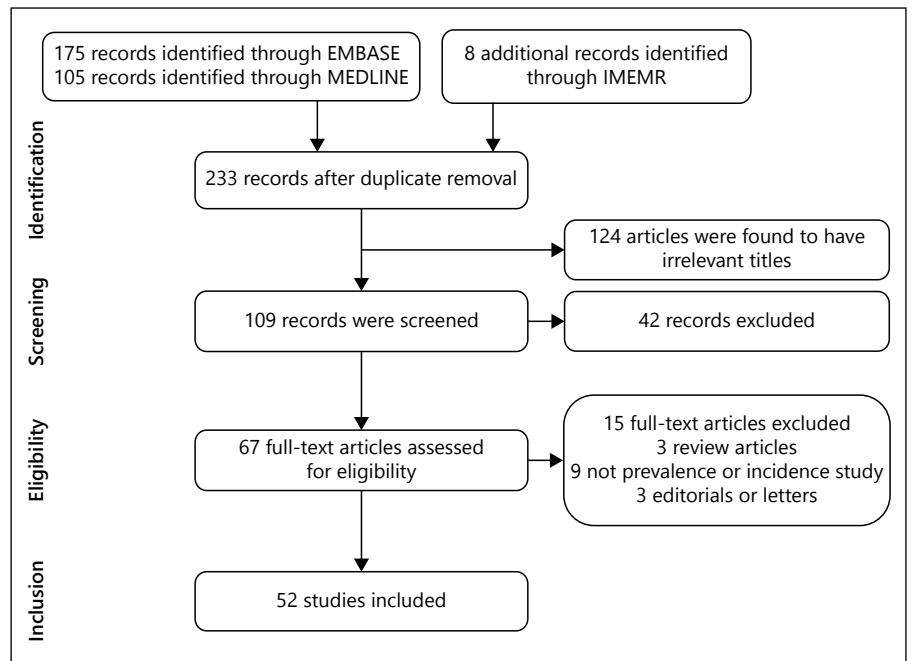 175 records identified through EMBASE
105 records identified through MEDLINE
8 additional records identified
through IMEMR
Identification
233 records after duplicate removal
124 articles were found to have
irrelevant titles
Screening
109 records were screened
42 records excluded
Eligibility
67 full-text articles assessed
for eligibility
15 full-text articles excluded
3 review articles
9 not prevalence or incidence study
3 editorials or letters
Inclusion
52 studies included